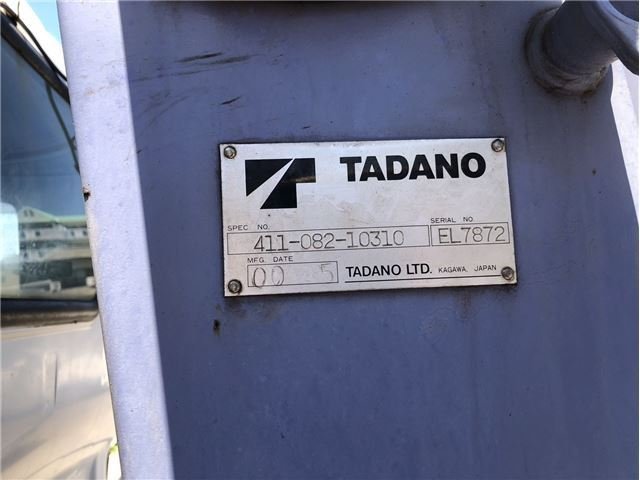 TADANO
SPEC NO.
411-082-10310
SERIAL NO.
EL7872
MFG. DATE
00 5
TADANO LTD. KAGAWA, JAPAN